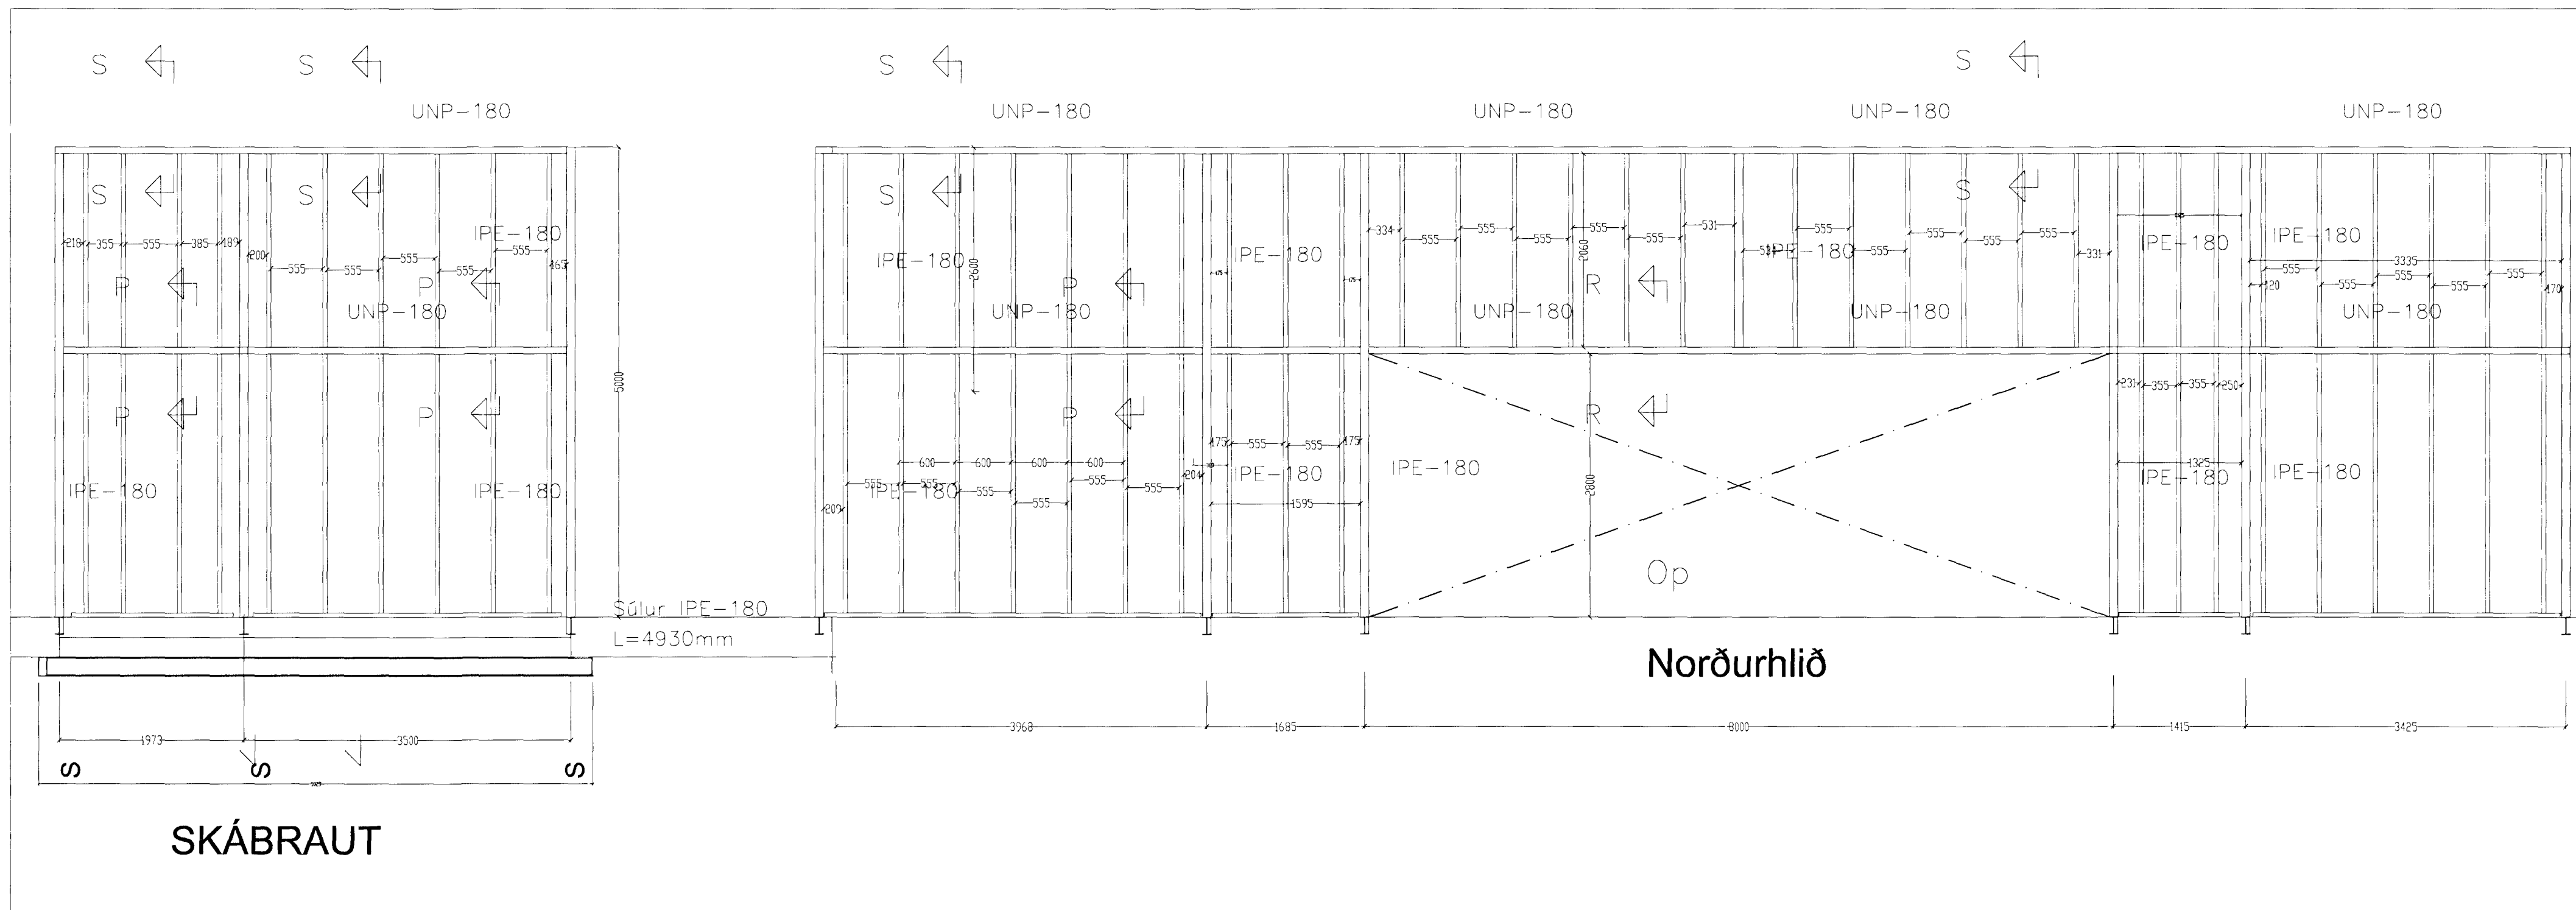 S S S S
UNP-180 UNP-180 UNP-180 UNP-180 UNP-180
S S S S
218 355 555 385 189 200 555 555 555 555 555 165
IPE-180 IPE-180 IPE-180 IPE-180 IPE-180 IPE-180
2600 175 175
334 555 555 555 555 555 531 2060
531 555 555 555 555 555 331
3335
120 555 555 555 555 555 170
P P P R
UNP-180 UNP-180 UNP-180 UNP-180 UNP-180
5000
231 355 355 250
P P P R
175 555 555 175
600 600 600 600
1325
IPE-180 IPE-180 IPE-180 IPE-180 IPE-180 IPE-180 IPE-180
209 555 555 555 555 555 555 204
1595
2800
Op
Súlur IPE-180
L=4930mm
Norðurhlið
3968 1685 8000 1415 3425
1973 3500
S S S
SKÁBRAUT